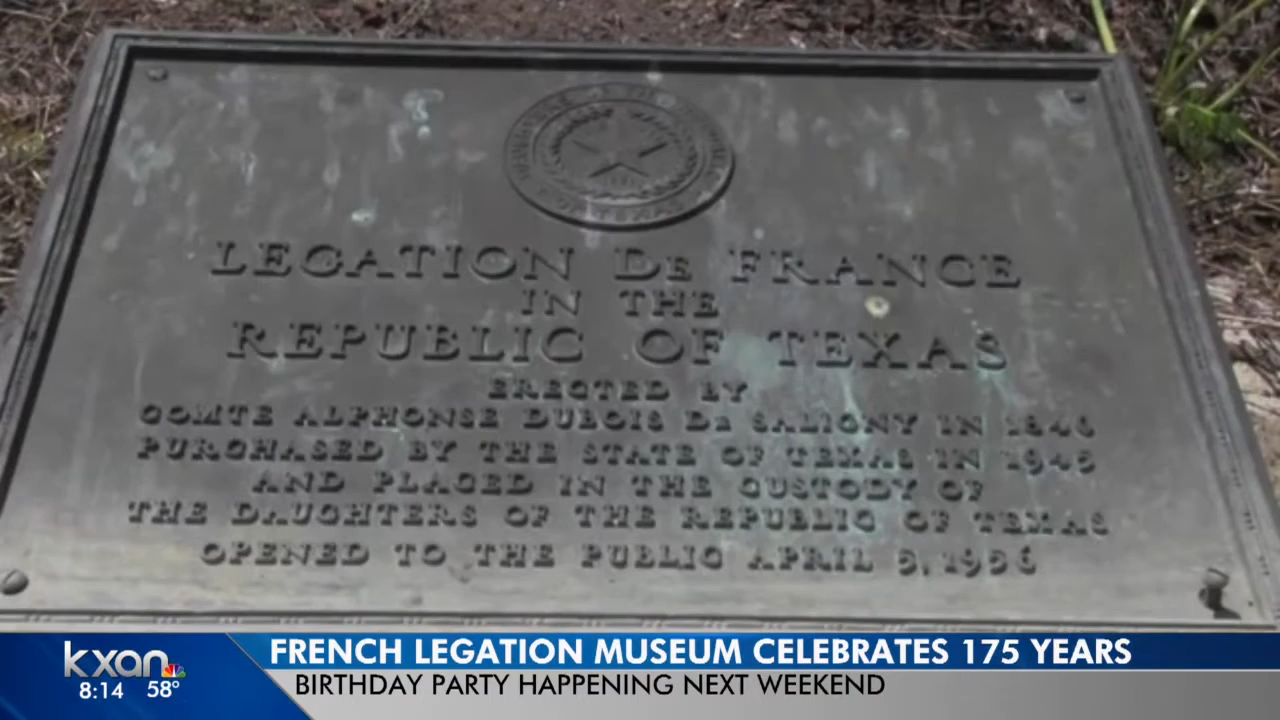 LEGATION DE FRANCE
IN THE
REPUBLIC OF TEXAS
ERECTED BY
COMTE ALPHONSE DUBOIS DE SALIGNY IN 1840
PURCHASED BY THE STATE OF TEXAS IN 1945
AND PLACED IN THE CUSTODY OF
THE DAUGHTERS OF THE REPUBLIC OF TEXAS
OPENED TO THE PUBLIC APRIL 5, 1956
kxan
8:14 58°
FRENCH LEGATION MUSEUM CELEBRATES 175 YEARS
BIRTHDAY PARTY HAPPENING NEXT WEEKEND